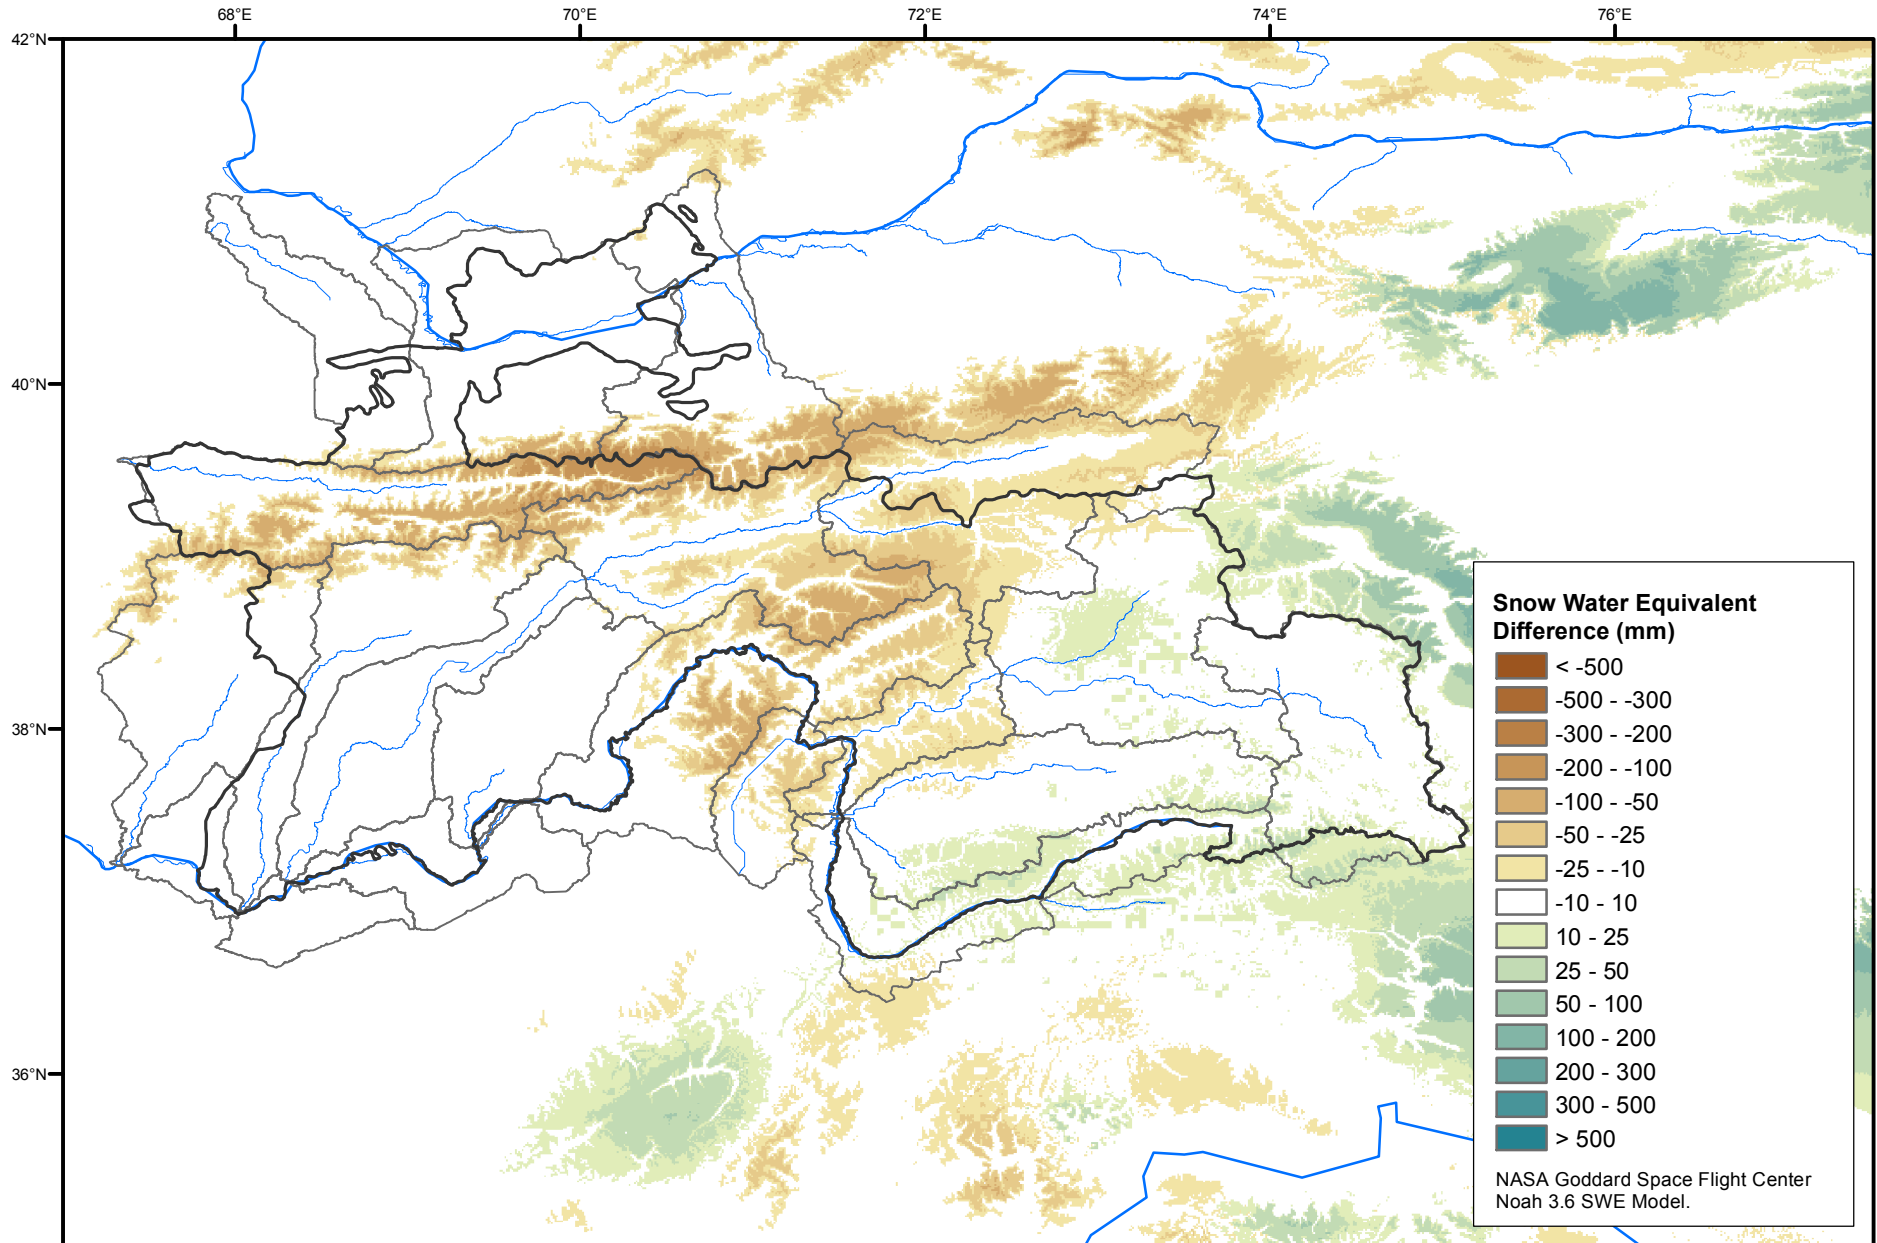 68°E
70°E
72°E
74°E
76°E
42°N
40°N
38°N
36°N
Snow Water Equivalent
Difference (mm)
< -500
-500 - -300
-300 - -200
-200 - -100
-100 - -50
-50 - -25
-25 - -10
-10 - 10
10 - 25
25 - 50
50 - 100
100 - 200
200 - 300
300 - 500
> 500
NASA Goddard Space Flight Center
Noah 3.6 SWE Model.